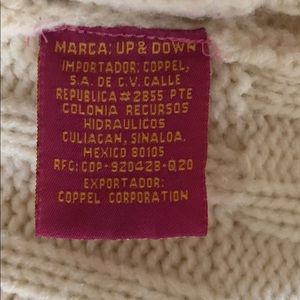 MARCA: UP & DOWN
IMPORTADOR: COPPEL,
S.A. DE C.V. CALLE
REPUBLICA #2855 PTE
COLONIA RECURSOS
HIDRAULICOS
CULIACAN, SINALOA.
MEXICO 80105
RFC: COP-920428-Q20
EXPORTADOR:
COPPEL CORPORATION